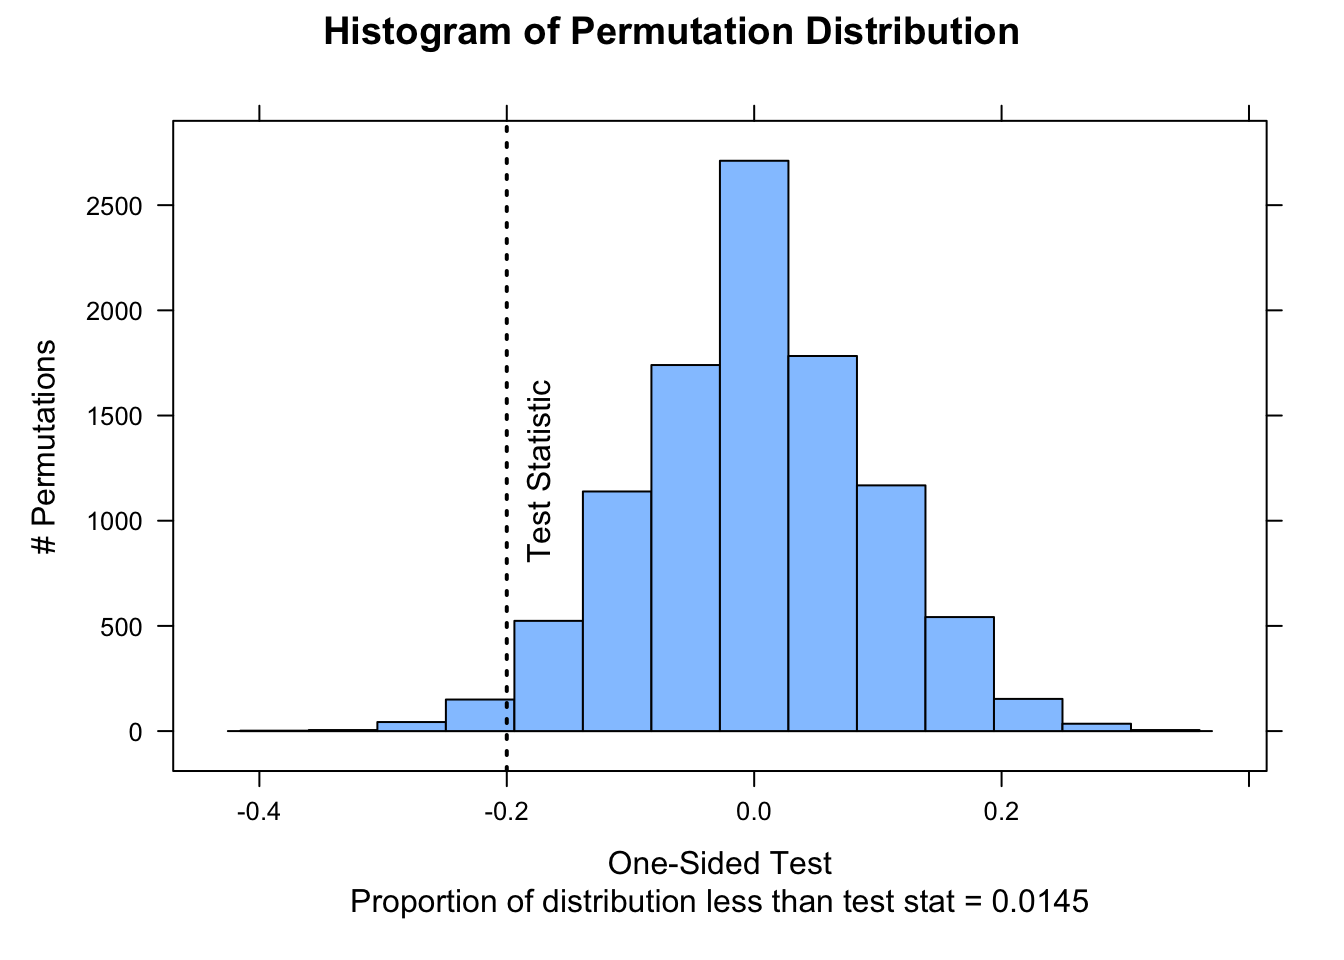 Histogram of Permutation Distribution
# Permutations
2500
2000
1500
1000
500
0
Test Statistic
-0.4
-0.2
0.0
0.2
One-Sided Test
Proportion of distribution less than test stat = 0.0145